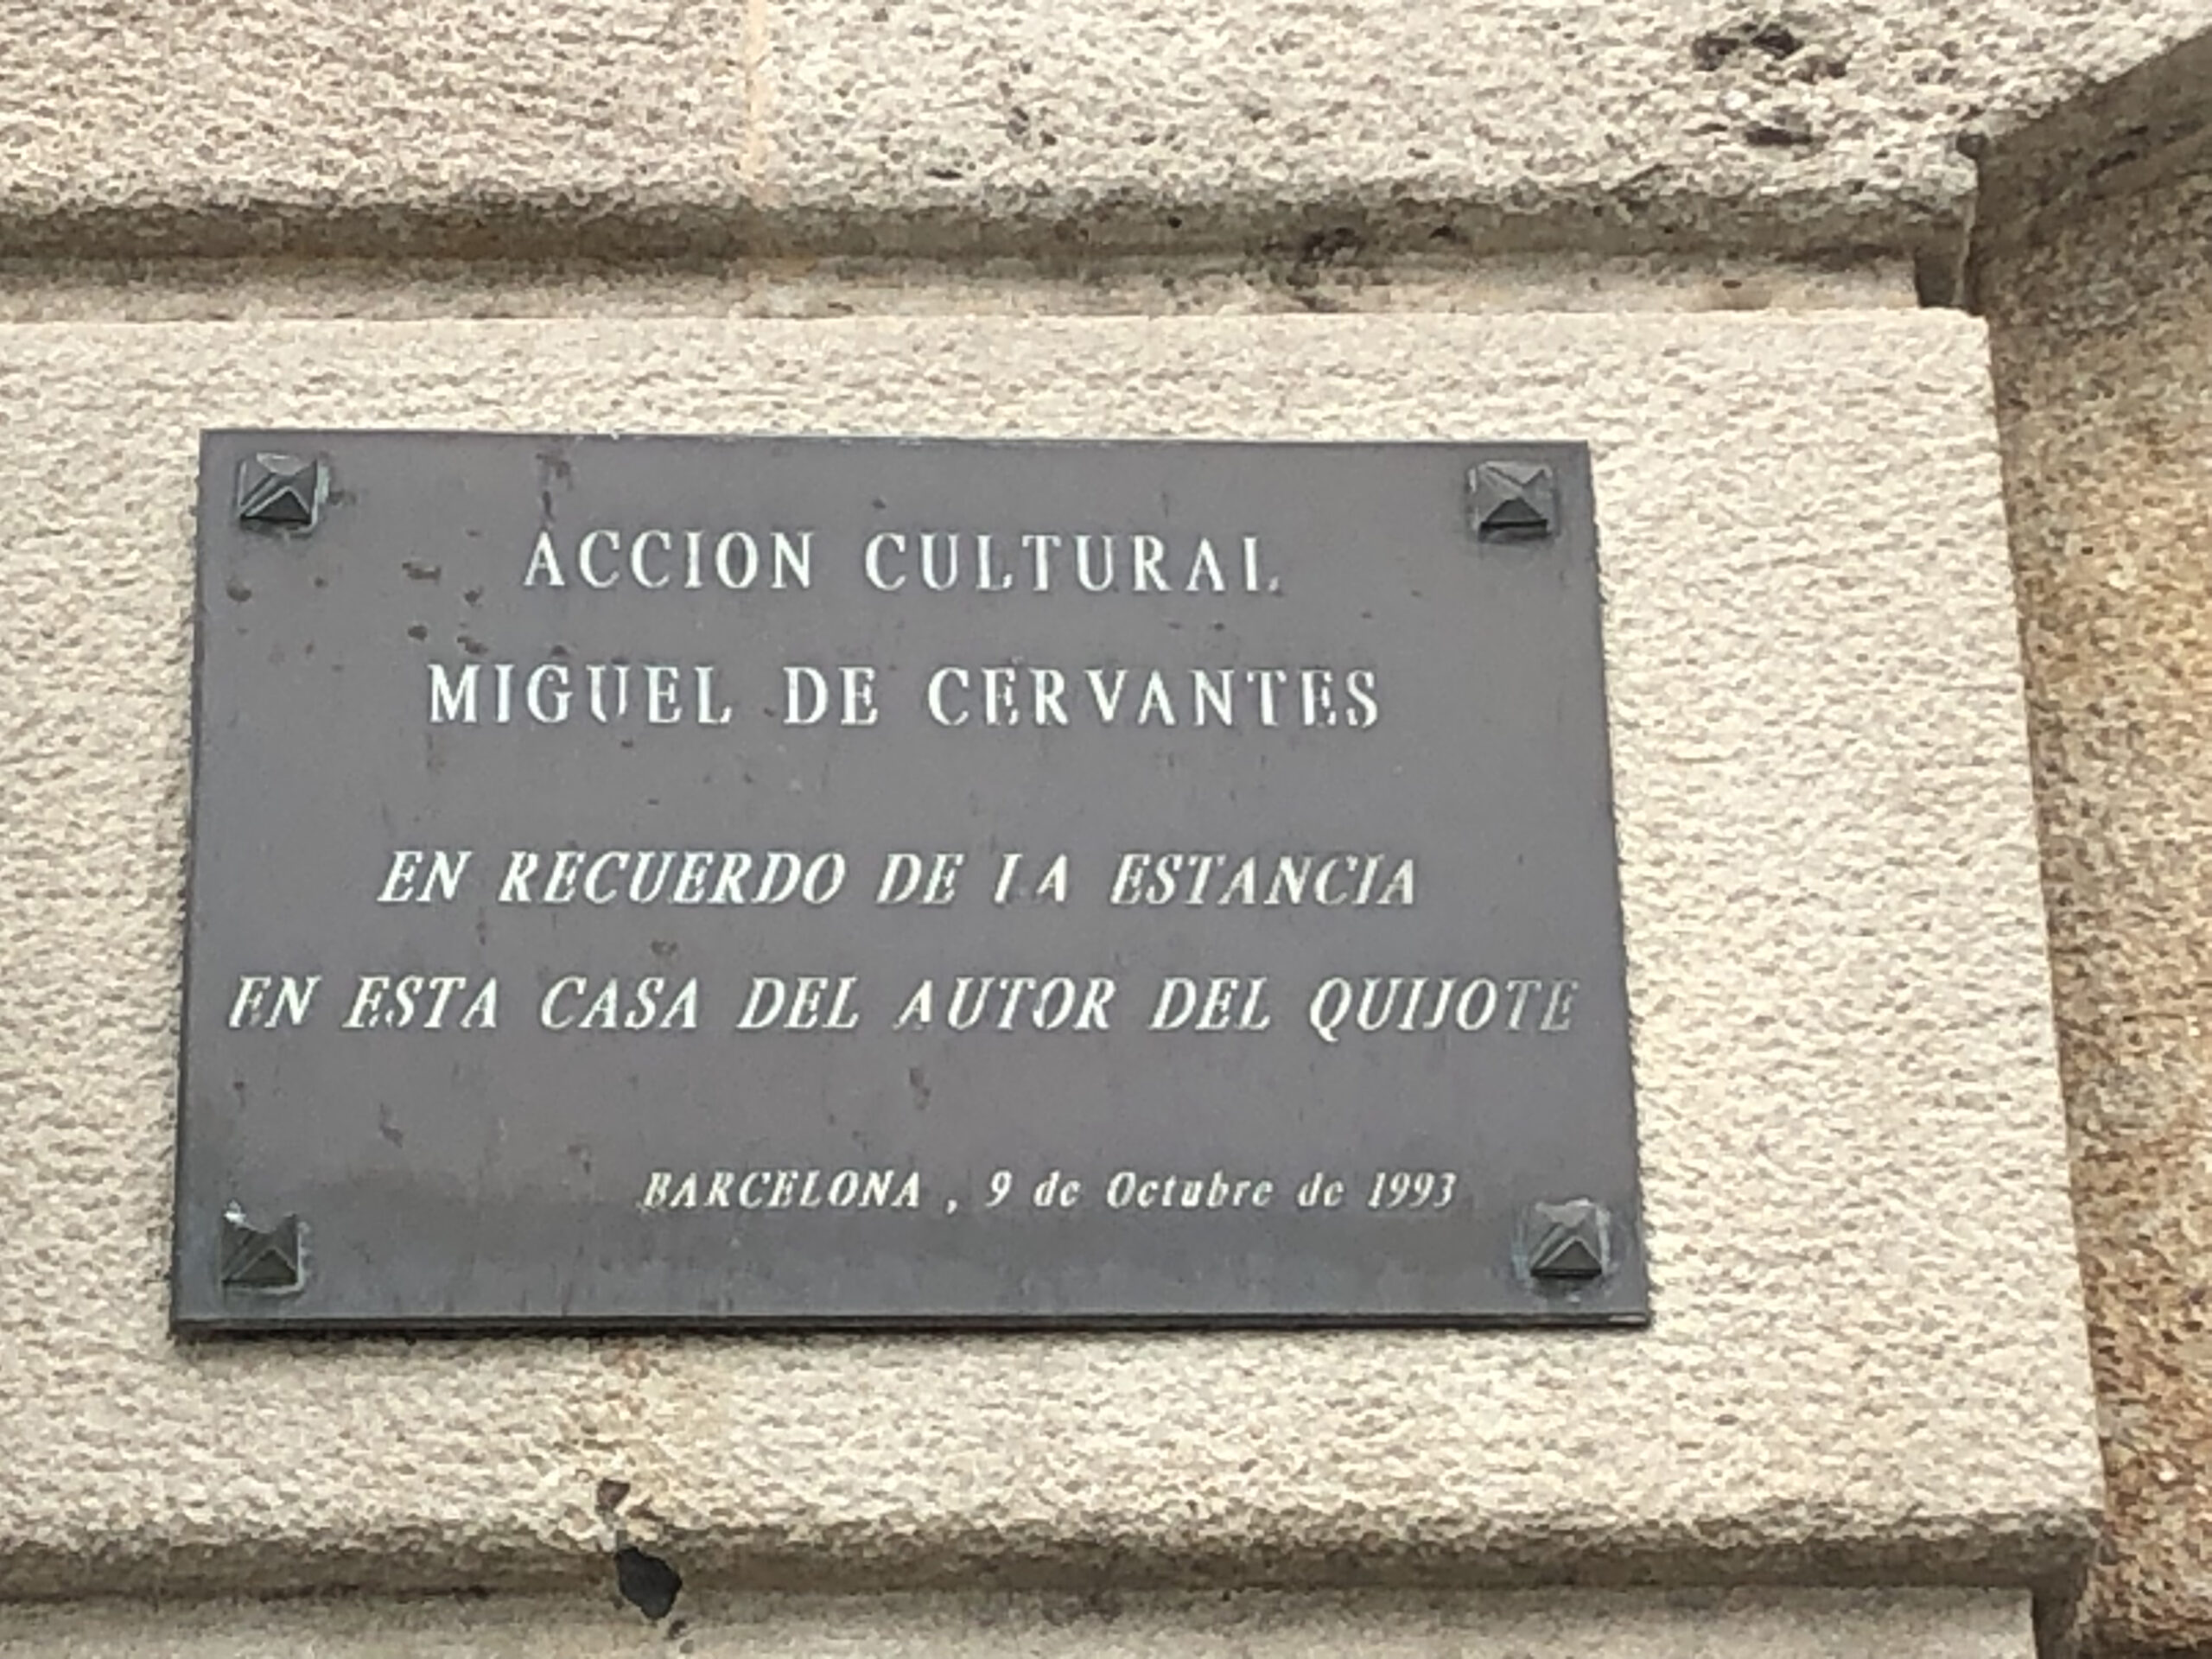 ACCION CULTURAL
MIGUEL DE CERVANTES
EN RECUERDO DE LA ESTANCIA
EN ESTA CASA DEL AUTOR DEL QUIJOTE
BARCELONA , 9 de Octubre de 1993